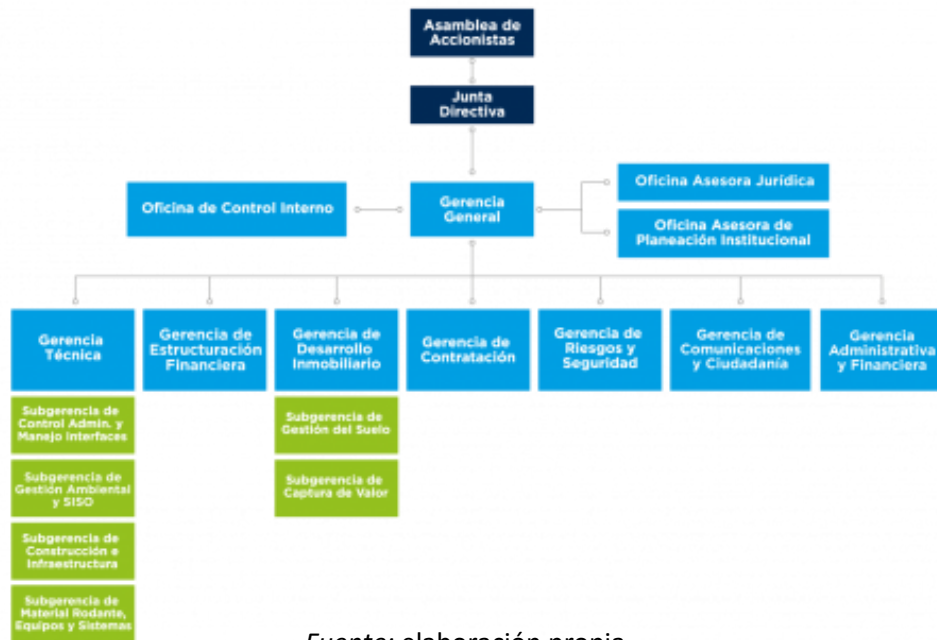 Asamblea de
Accionistas
Junta
Directiva
Oficina de Control Interno
Gerencia
General
Oficina Asesora Jurídica
Oficina Asesora de
Planeación Institucional
Gerencia
Técnica
Gerencia de
Estructuración
Financiera
Gerencia de
Desarrollo
Inmobiliario
Gerencia de
Contratación
Gerencia de
Riesgos y
Seguridad
Gerencia de
Comunicaciones
y Ciudadanía
Gerencia
Administrativa
y Financiera
Subgerencia de
Control Admin. y
Manejo Interfaces
Subgerencia de
Gestión Ambiental
y SISO
Subgerencia de
Construcción e
Infraestructura
Subgerencia de
Material Rodante,
Equipos y Sistemas
Subgerencia de
Gestión del Suelo
Subgerencia de
Captura de Valor
Fuente: elaboración propia